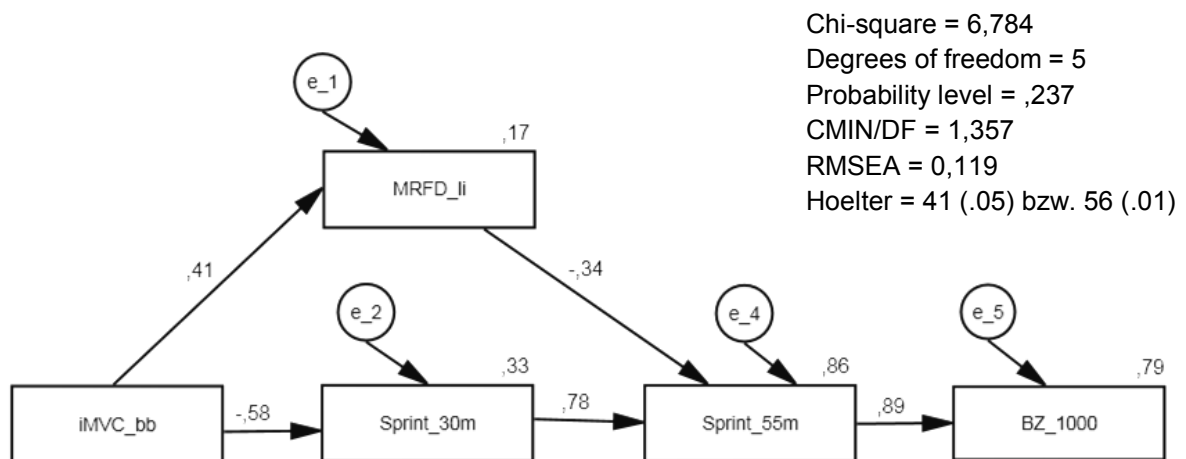 Chi-square = 6,784
Degrees of freedom = 5
Probability level = ,237
CMIN/DF = 1,357
RMSEA = 0,119
Hoelter = 41 (.05) bzw. 56 (.01)
e_1
,17
MRFD_li
,41
-,34
e_2
e_4
e_5
,33
,86
,79
iMVC_bb
-,58
Sprint_30m
,78
Sprint_55m
,89
BZ_1000